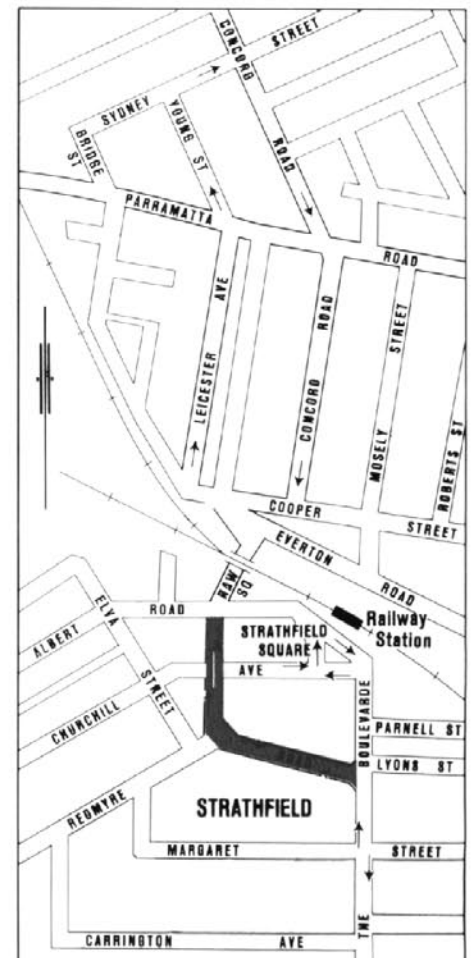 CONCORD
STREET
SYDNEY
YOUNG ST
BRIDGE
ST
ROAD
PARRAMATTA
ROAD
LEICESTER
AVE
CONCORD
ROAD
MOSELY
STREET
ROBERTS ST
COOPER
STREET
EVERTON
ROAD
RAW
SQ
ROAD
Railway
Station
STRATHFIELD
SQUARE
ALBERT
ELVA
STREET
AVE
CHURCHILL
BOULEVARDE
PARNELL ST
LYONS ST
REDMYRE
STRATHFIELD
MARGARET
STREET
THE
CARRINGTON
AVE